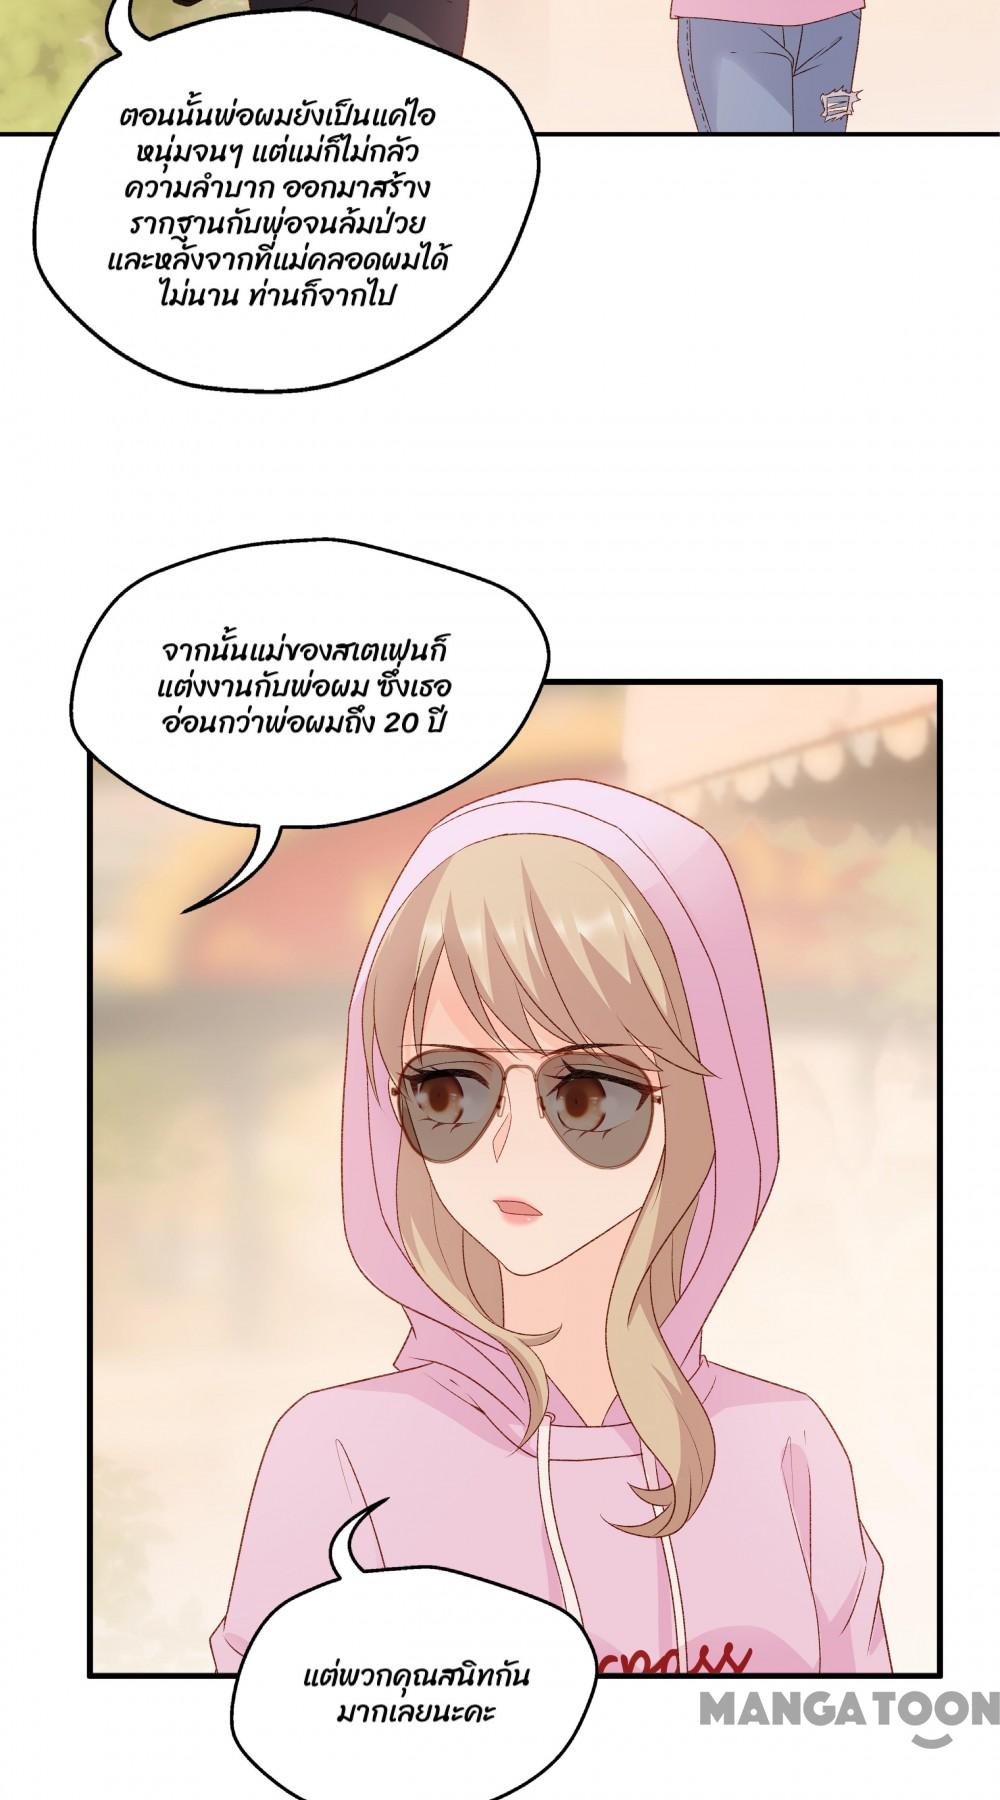 ตอนนั้นพ่อผมยังเป็นแค่ไอ
หนุ่มจนๆ แต่แม่ก็ไม่กลัว
ความลำบาก ออกมาสร้าง
รากฐานกับพ่อจนล้มป่วย
และหลังจากที่แม่คลอดผมได้
ไม่นาน ท่านก็จากไป
จากนั้นแม่ของสเตเฟนก็
แต่งงานกับพ่อผม ซึ่งเธอ
อ่อนกว่าพ่อผมถึง 20 ปี
แต่พวกคุณสนิทกัน
มากเลยนะคะ
MANGATOON